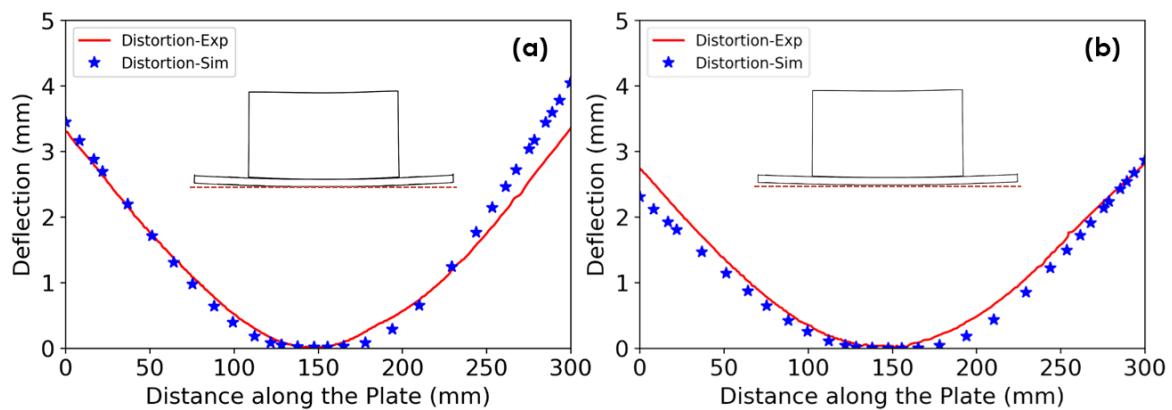 Distortion-Exp
Distortion-Sim
(a)
Deflection (mm)
5
4
3
2
1
0
0 50 100 150 200 250 300
Distance along the Plate (mm)
Distortion-Exp
Distortion-Sim
(b)
Deflection (mm)
5
4
3
2
1
0
0 50 100 150 200 250 300
Distance along the Plate (mm)